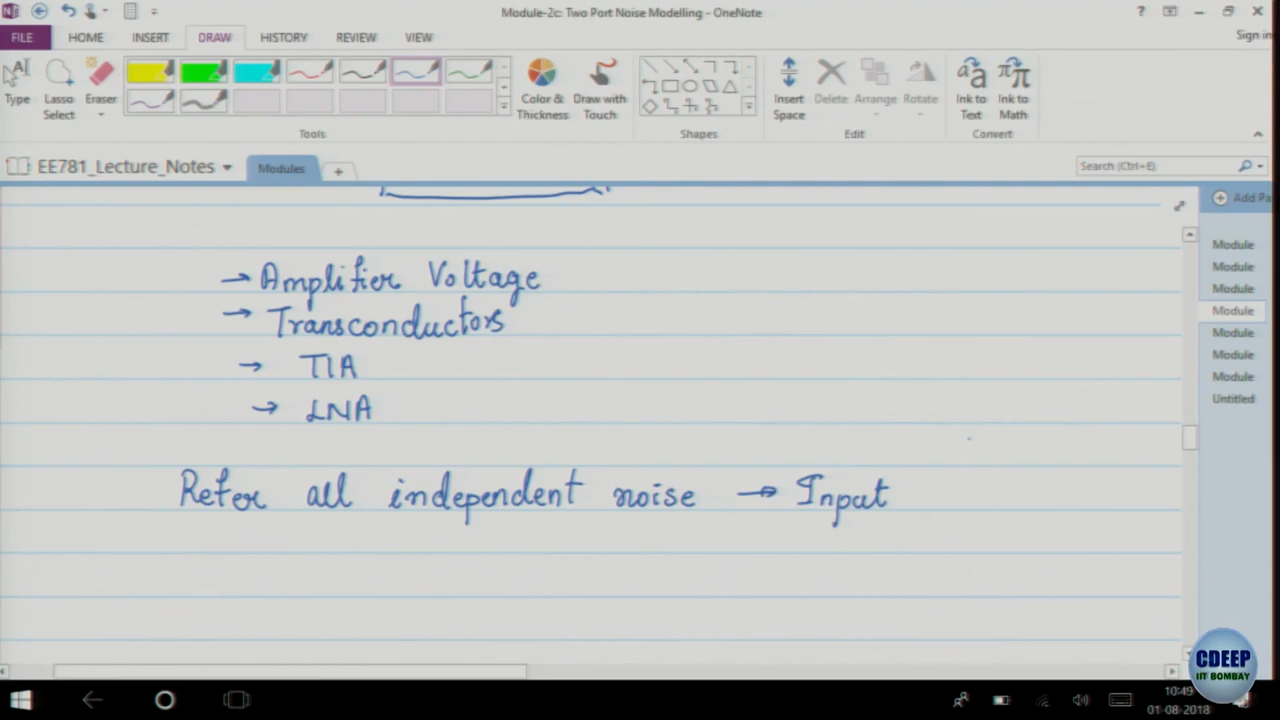 Module-2c: Two Port Noise Modelling - OneNote
FILE HOME INSERT DRAW HISTORY REVIEW VIEW
Sign in
Type Lasso Select Eraser
Color & Thickness Draw with Touch
Insert Space Delete Arrange Rotate
Ink to Text Ink to Math
Tools Shapes Edit Convert
EE781_Lecture_Notes Modules
Search (Ctrl+E)
Add Pa
Module
Module
Module
Module
Module
Module
Module
Untitled
→ Amplifier Voltage
→ Transconductors
→ TIA
→ LNA
Refer all independent noise → Input
CDEEP
IIT BOMBAY
10:49
01-08-2018